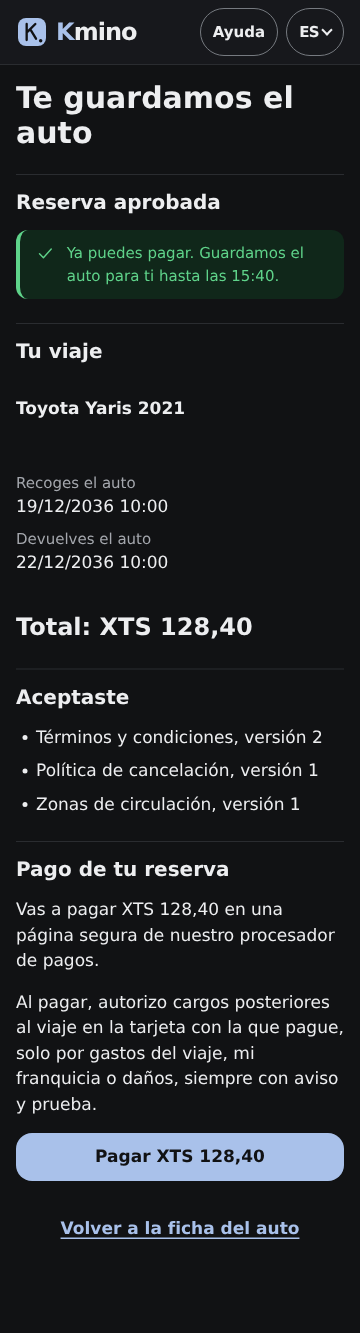 K. Kmino
Ayuda
ES
Te guardamos el
auto
Reserva aprobada
Ya puedes pagar. Guardamos el
auto para ti hasta las 15:40.
Tu viaje
Toyota Yaris 2021
Recoges el auto
19/12/2036 10:00
Devuelves el auto
22/12/2036 10:00
Total: XTS 128,40
Aceptaste
• Términos y condiciones, versión 2
• Política de cancelación, versión 1
• Zonas de circulación, versión 1
Pago de tu reserva
Vas a pagar XTS 128,40 en una
página segura de nuestro procesador
de pagos.
Al pagar, autorizo cargos posteriores
al viaje en la tarjeta con la que pague,
solo por gastos del viaje, mi
franquicia o daños, siempre con aviso
y prueba.
Pagar XTS 128,40
Volver a la ficha del auto